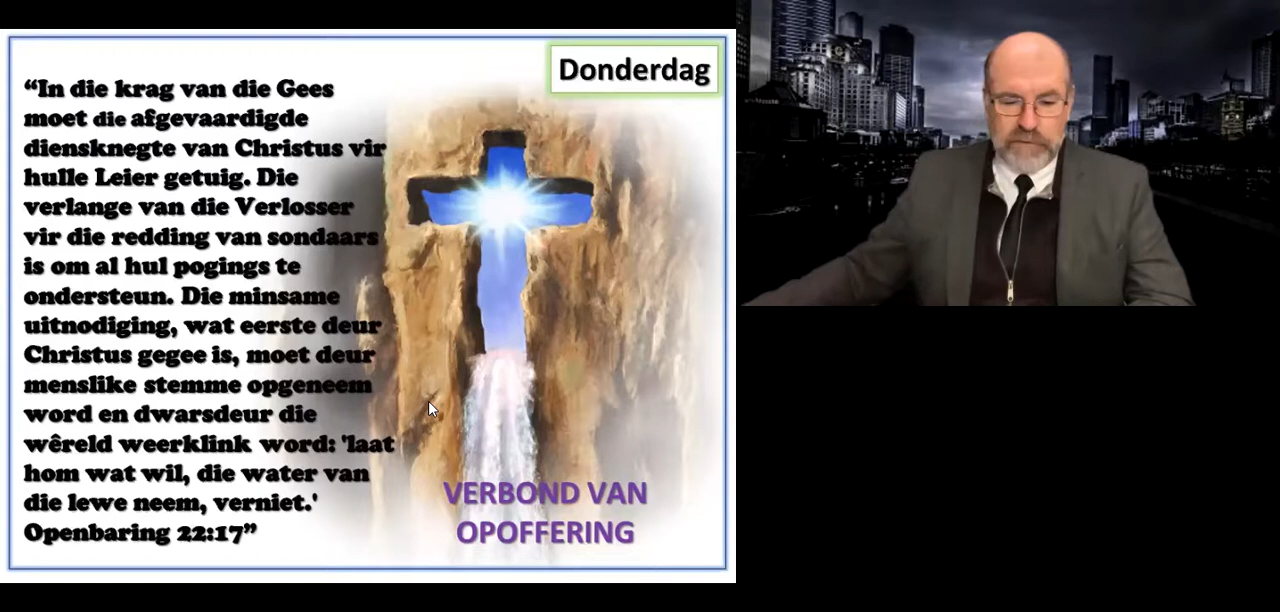 Donderdag
“In die krag van die Gees
moet die afgevaardigde
diensknegte van Christus vir
hulle Leier getuig. Die
verlange van die Verlosser
vir die redding van sondaars
is om al hul pogings te
ondersteun. Die minsame
uitnodiging, wat eerste deur
Christus gegee is, moet deur
menslike stemme opgeneem
word en dwarsdeur die
wêreld weerklink word: 'laat
hom wat wil, die water van
die lewe neem, verniet.'
Openbaring 22:17”
VERBOND VAN
OPOFFERING